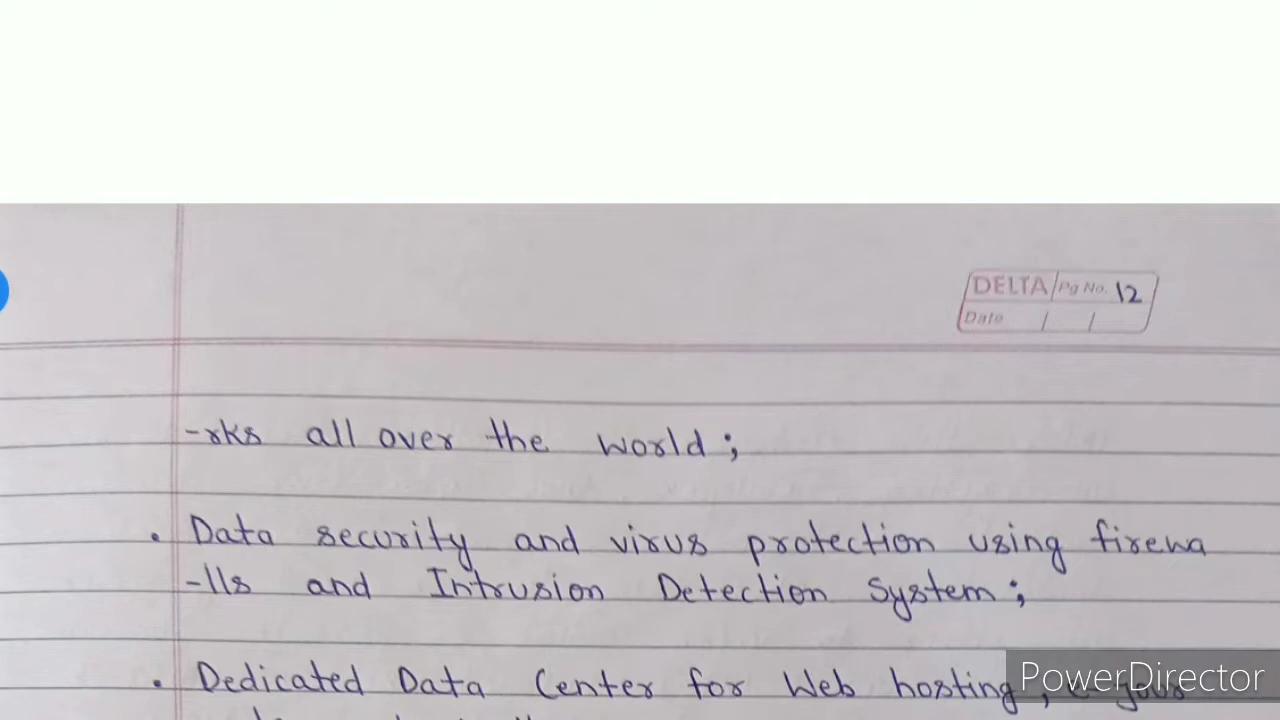 DELTA Pg No. 12
Date / /
-rks all over the world;
• Data security and virus protection using firewa
-lls and Intrusion Detection System;
• Dedicated Data Center for Web hosting,
PowerDirector